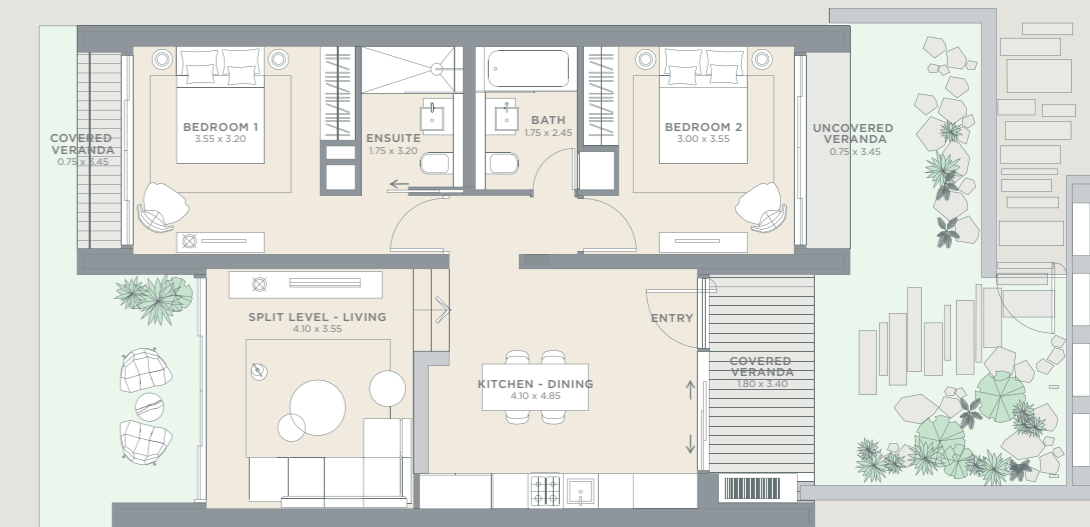 COVERED
VERANDA
0.75 x 3.45
BEDROOM 1
3.55 x 3.20
ENSUITE
1.75 x 3.20
BATH
1.75 x 2.45
BEDROOM 2
3.00 x 3.55
UNCOVERED
VERANDA
0.75 x 3.45
SPLIT LEVEL - LIVING
4.10 x 3.55
ENTRY
KITCHEN - DINING
4.10 x 4.85
COVERED
VERANDA
1.80 x 3.40